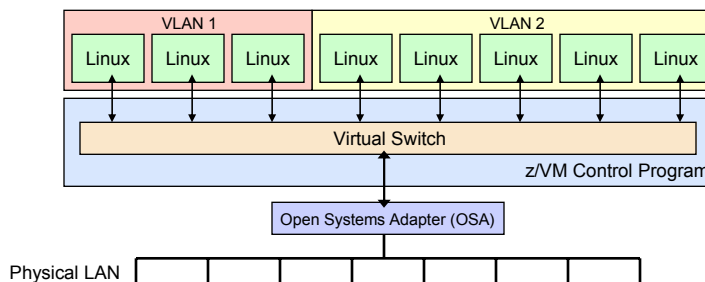 VLAN 1
VLAN 2
Linux Linux Linux Linux Linux Linux Linux Linux
Virtual Switch
z/VM Control Program
Open Systems Adapter (OSA)
Physical LAN